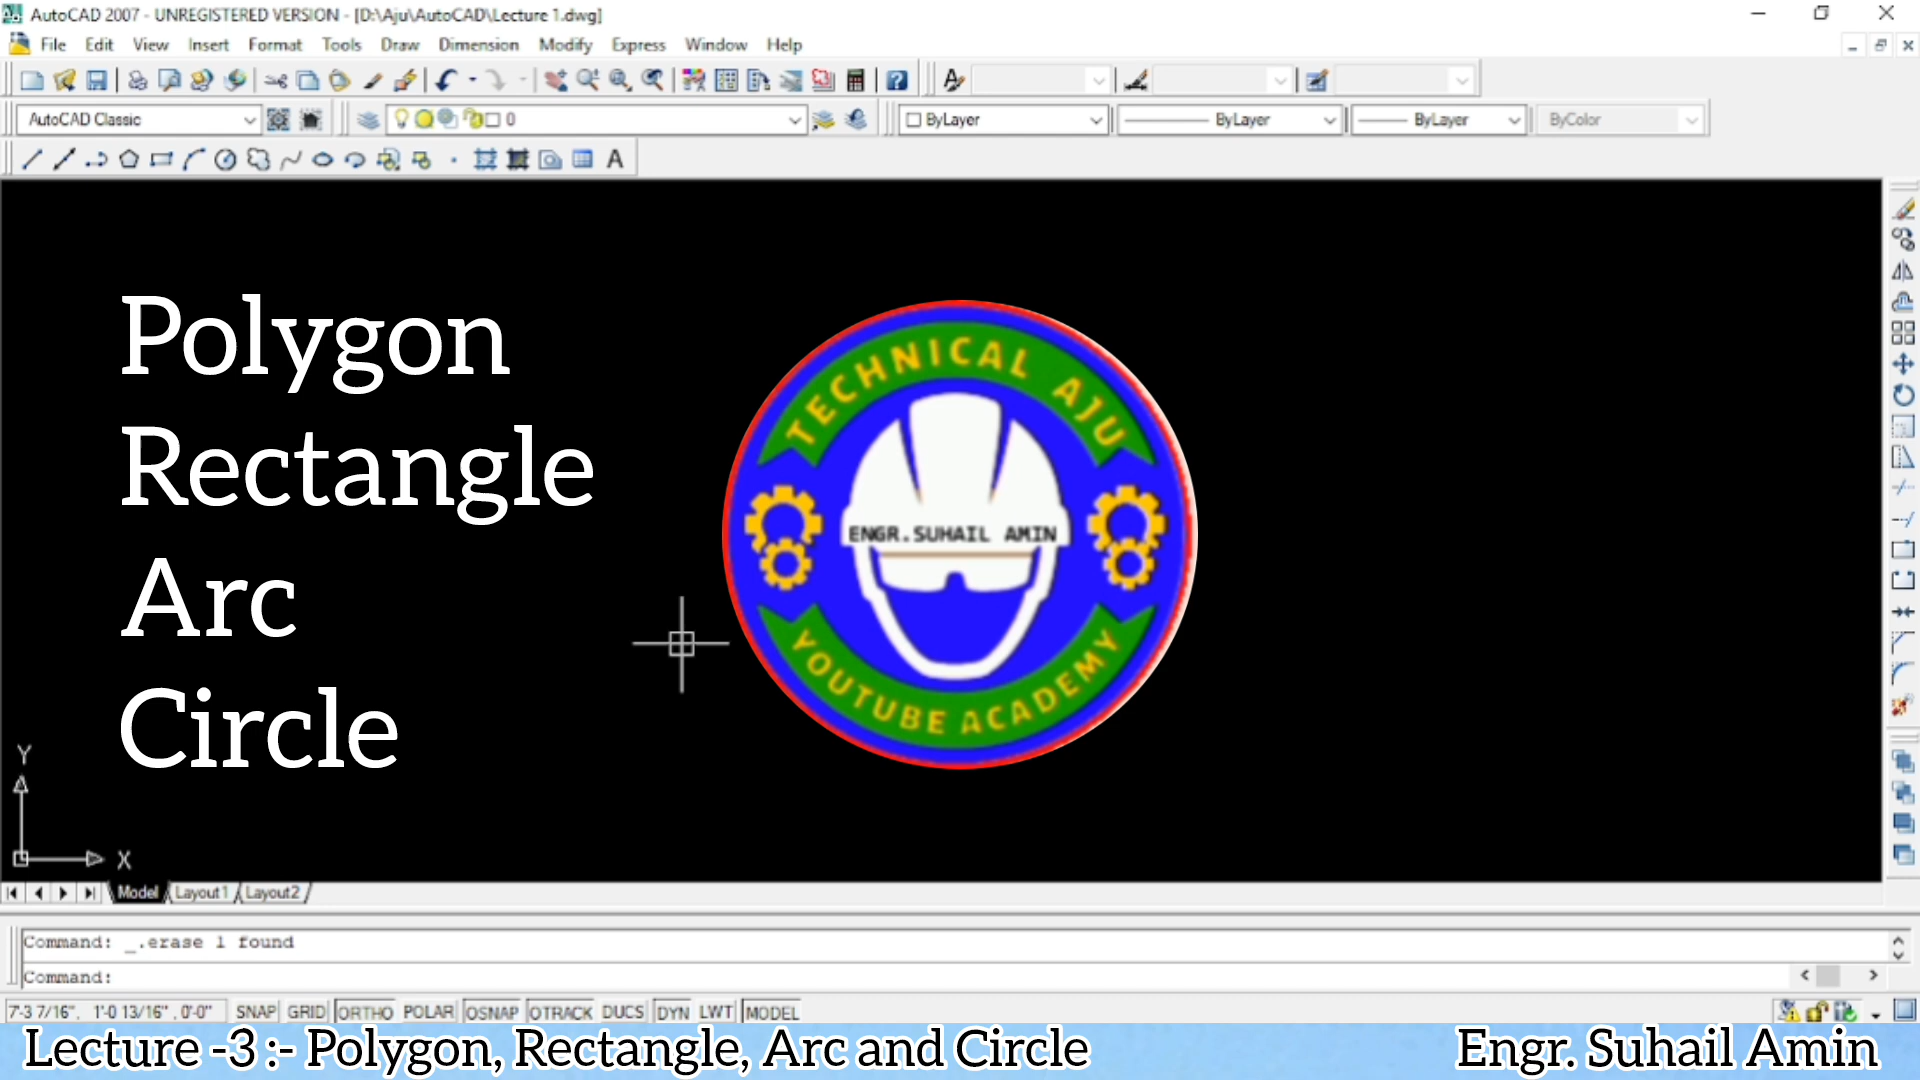 AutoCAD 2007 - UNREGISTERED VERSION - [D:\Aju\AutoCAD\Lecture 1.dwg]
File Edit View Insert Format Tools Draw Dimension Modify Express Window Help
AutoCAD Classic 0 ByLayer ByLayer ByLayer ByColor
A
Polygon
Rectangle
Arc
Circle
TECHNICAL AJU
ENGR.SUHAIL AMIN
YOUTUBE ACADEMY
Y
X
Model Layout1 Layout2
Command: _.erase 1 found
Command:
7'-3 7/16", 1'-0 13/16" , 0'-0" SNAP GRID ORTHO POLAR OSNAP OTRACK DUCS DYN LWT MODEL
Lecture -3 :- Polygon, Rectangle, Arc and Circle Engr. Suhail Amin